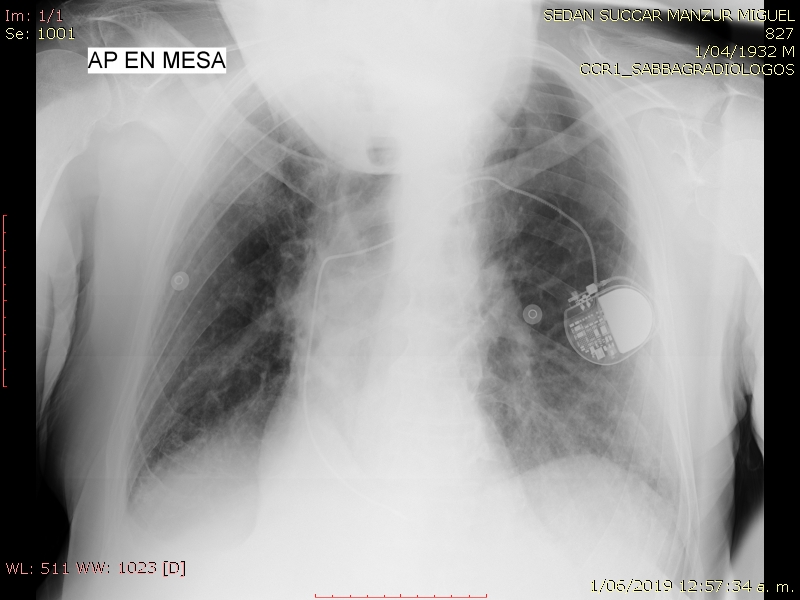 Im: 1/1
Se: 1001
SEDAN SUCCAR MANZUR MIGUEL
827
1/04/1932 M
CCR1_SABBAGRADIOLOGOS
AP EN MESA
WL: 511 WW: 1023 [D]
1/06/2019 12:57:34 a. m.